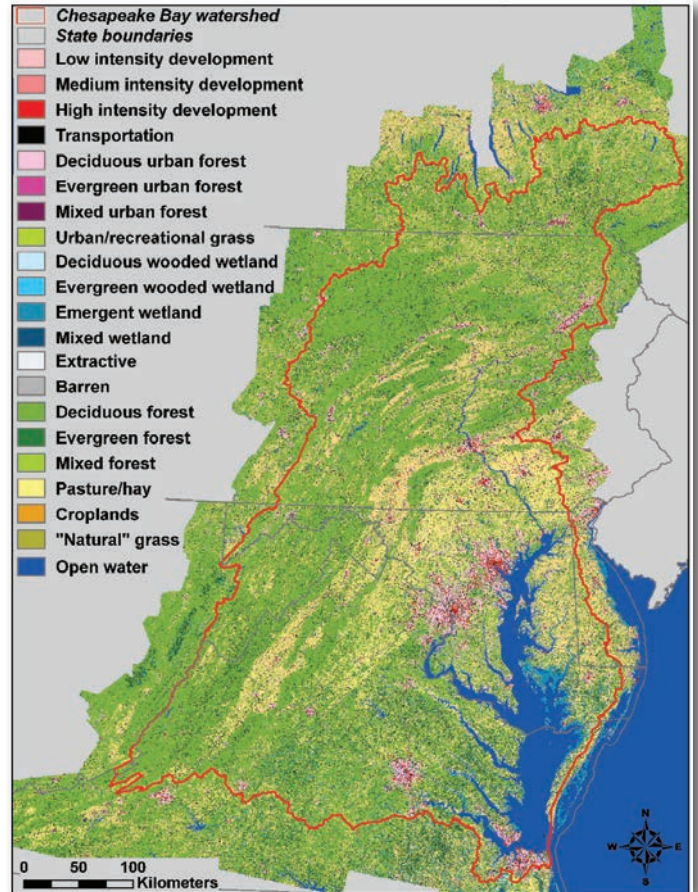 Chesapeake Bay watershed
State boundaries
Low intensity development
Medium intensity development
High intensity development
Transportation
Deciduous urban forest
Evergreen urban forest
Mixed urban forest
Urban/recreational grass
Deciduous wooded wetland
Evergreen wooded wetland
Emergent wetland
Mixed wetland
Extractive
Barren
Deciduous forest
Evergreen forest
Mixed forest
Pasture/hay
Croplands
"Natural" grass
Open water
N
W E
S
0 50 100
Kilometers